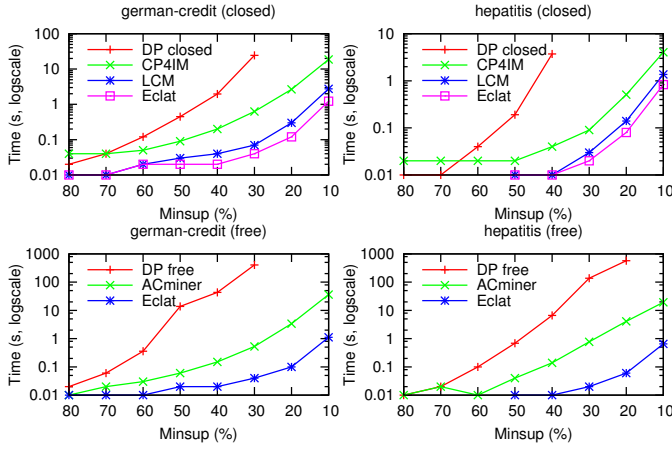 german-credit (closed)
Time (s, logscale)
100
10
1
0.1
0.01
DP closed
CP4IM
LCM
Eclat
80 70 60 50 40 30 20 10
Minsup (%)
hepatitis (closed)
Time (s, logscale)
10
1
0.1
0.01
DP closed
CP4IM
LCM
Eclat
80 70 60 50 40 30 20 10
Minsup (%)
german-credit (free)
Time (s, logscale)
1000
100
10
1
0.1
0.01
DP free
ACminer
Eclat
80 70 60 50 40 30 20 10
Minsup (%)
hepatitis (free)
Time (s, logscale)
1000
100
10
1
0.1
0.01
DP free
ACminer
Eclat
80 70 60 50 40 30 20 10
Minsup (%)